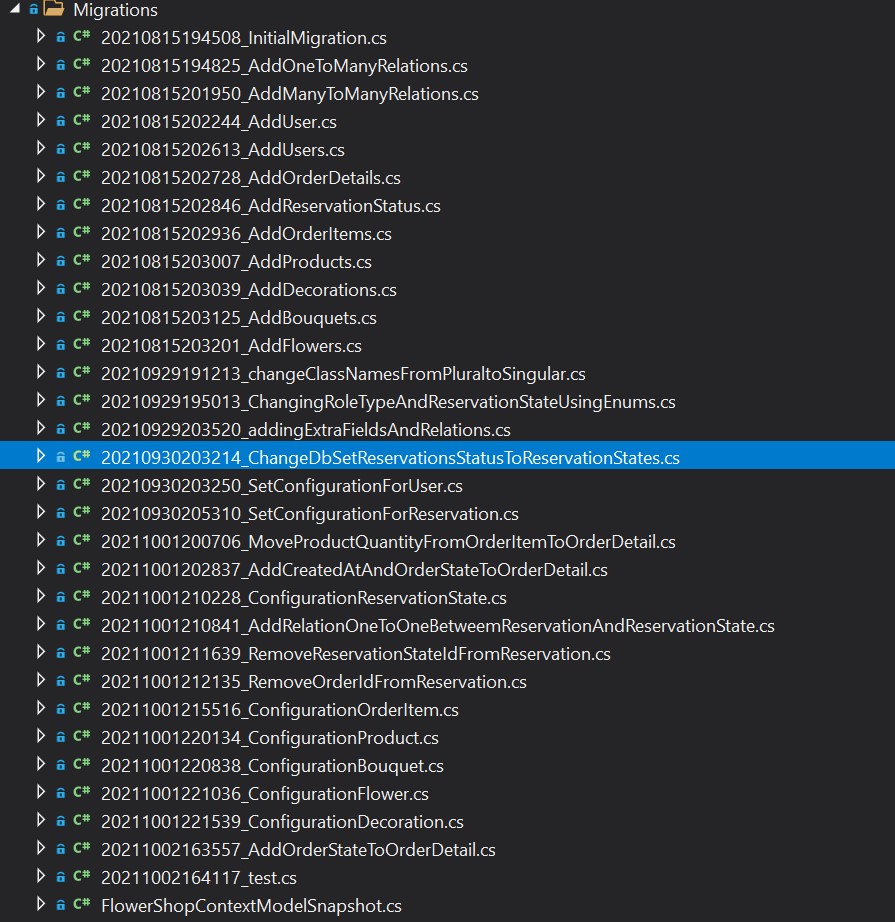 Migrations
C# 20210815194508_InitialMigration.cs
C# 20210815194825_AddOneToManyRelations.cs
C# 20210815201950_AddManyToManyRelations.cs
C# 20210815202244_AddUser.cs
C# 20210815202613_AddUsers.cs
C# 20210815202728_AddOrderDetails.cs
C# 20210815202846_AddReservationStatus.cs
C# 20210815202936_AddOrderItems.cs
C# 20210815203007_AddProducts.cs
C# 20210815203039_AddDecorations.cs
C# 20210815203125_AddBouquets.cs
C# 20210815203201_AddFlowers.cs
C# 20210929191213_changeClassNamesFromPluraltoSingular.cs
C# 20210929195013_ChangingRoleTypeAndReservationStateUsingEnums.cs
C# 20210929203520_addingExtraFieldsAndRelations.cs
C# 20210930203214_ChangeDbSetReservationsStatusToReservationStates.cs
C# 20210930203250_SetConfigurationForUser.cs
C# 20210930205310_SetConfigurationForReservation.cs
C# 20211001200706_MoveProductQuantityFromOrderItemToOrderDetail.cs
C# 20211001202837_AddCreatedAtAndOrderStateToOrderDetail.cs
C# 20211001210228_ConfigurationReservationState.cs
C# 20211001210841_AddRelationOneToOneBetweemReservationAndReservationState.cs
C# 20211001211639_RemoveReservationStateIdFromReservation.cs
C# 20211001212135_RemoveOrderIdFromReservation.cs
C# 20211001215516_ConfigurationOrderItem.cs
C# 20211001220134_ConfigurationProduct.cs
C# 20211001220838_ConfigurationBouquet.cs
C# 20211001221036_ConfigurationFlower.cs
C# 20211001221539_ConfigurationDecoration.cs
C# 20211002163557_AddOrderStateToOrderDetail.cs
C# 20211002164117_test.cs
C# FlowerShopContextModelSnapshot.cs